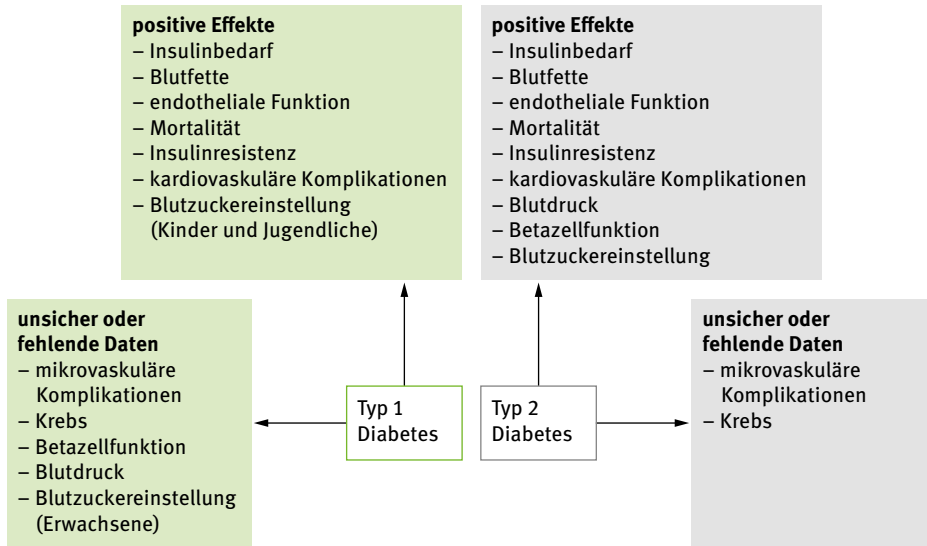 positive Effekte
– Insulinbedarf
– Blutfette
– endotheliale Funktion
– Mortalität
– Insulinresistenz
– kardiovaskuläre Komplikationen
– Blutzuckereinstellung
(Kinder und Jugendliche)
positive Effekte
– Insulinbedarf
– Blutfette
– endotheliale Funktion
– Mortalität
– Insulinresistenz
– kardiovaskuläre Komplikationen
– Blutdruck
– Betazellfunktion
– Blutzuckereinstellung
unsicher oder
fehlende Daten
– mikrovaskuläre
Komplikationen
– Krebs
– Betazellfunktion
– Blutdruck
– Blutzuckereinstellung
(Erwachsene)
Typ 1
Diabetes
Typ 2
Diabetes
unsicher oder
fehlende Daten
– mikrovaskuläre
Komplikationen
– Krebs